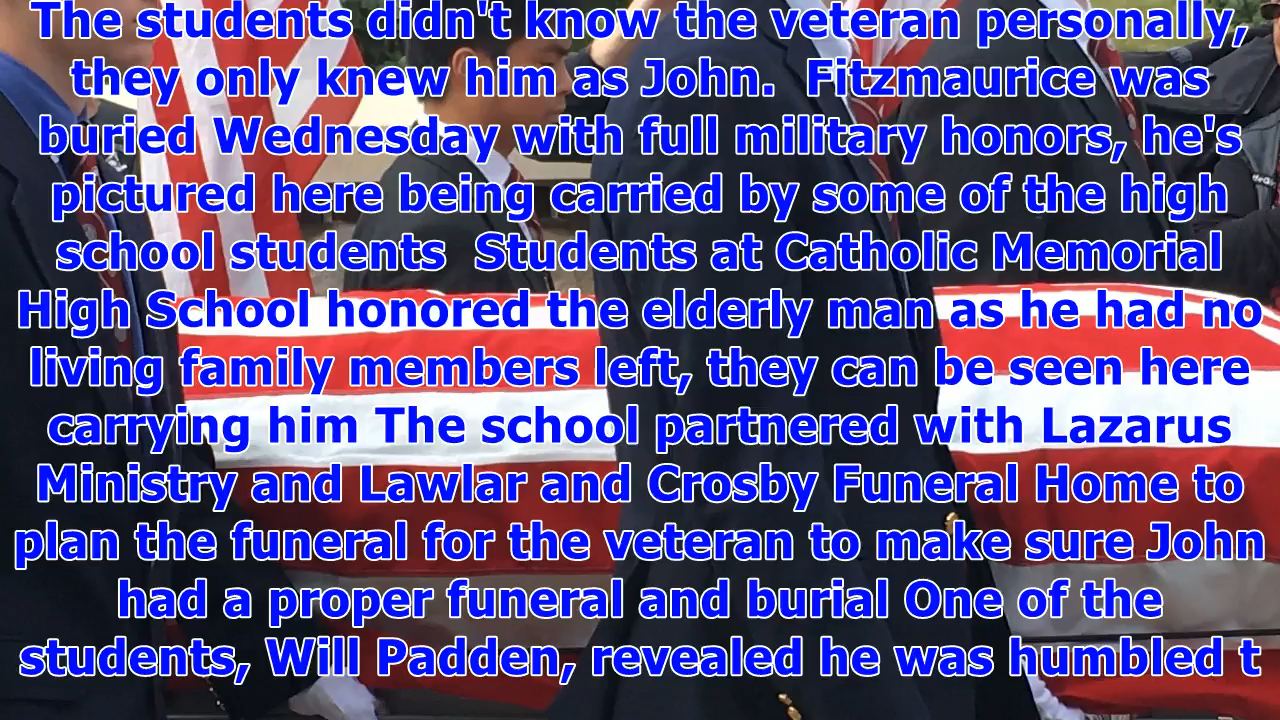 The students didn't know the veteran personally,
they only knew him as John.  Fitzmaurice was
buried Wednesday with full military honors, he's
pictured here being carried by some of the high
school students  Students at Catholic Memorial
High School honored the elderly man as he had no
living family members left, they can be seen here
carrying him The school partnered with Lazarus
Ministry and Lawlar and Crosby Funeral Home to
plan the funeral for the veteran to make sure John
had a proper funeral and burial One of the
students, Will Padden, revealed he was humbled t